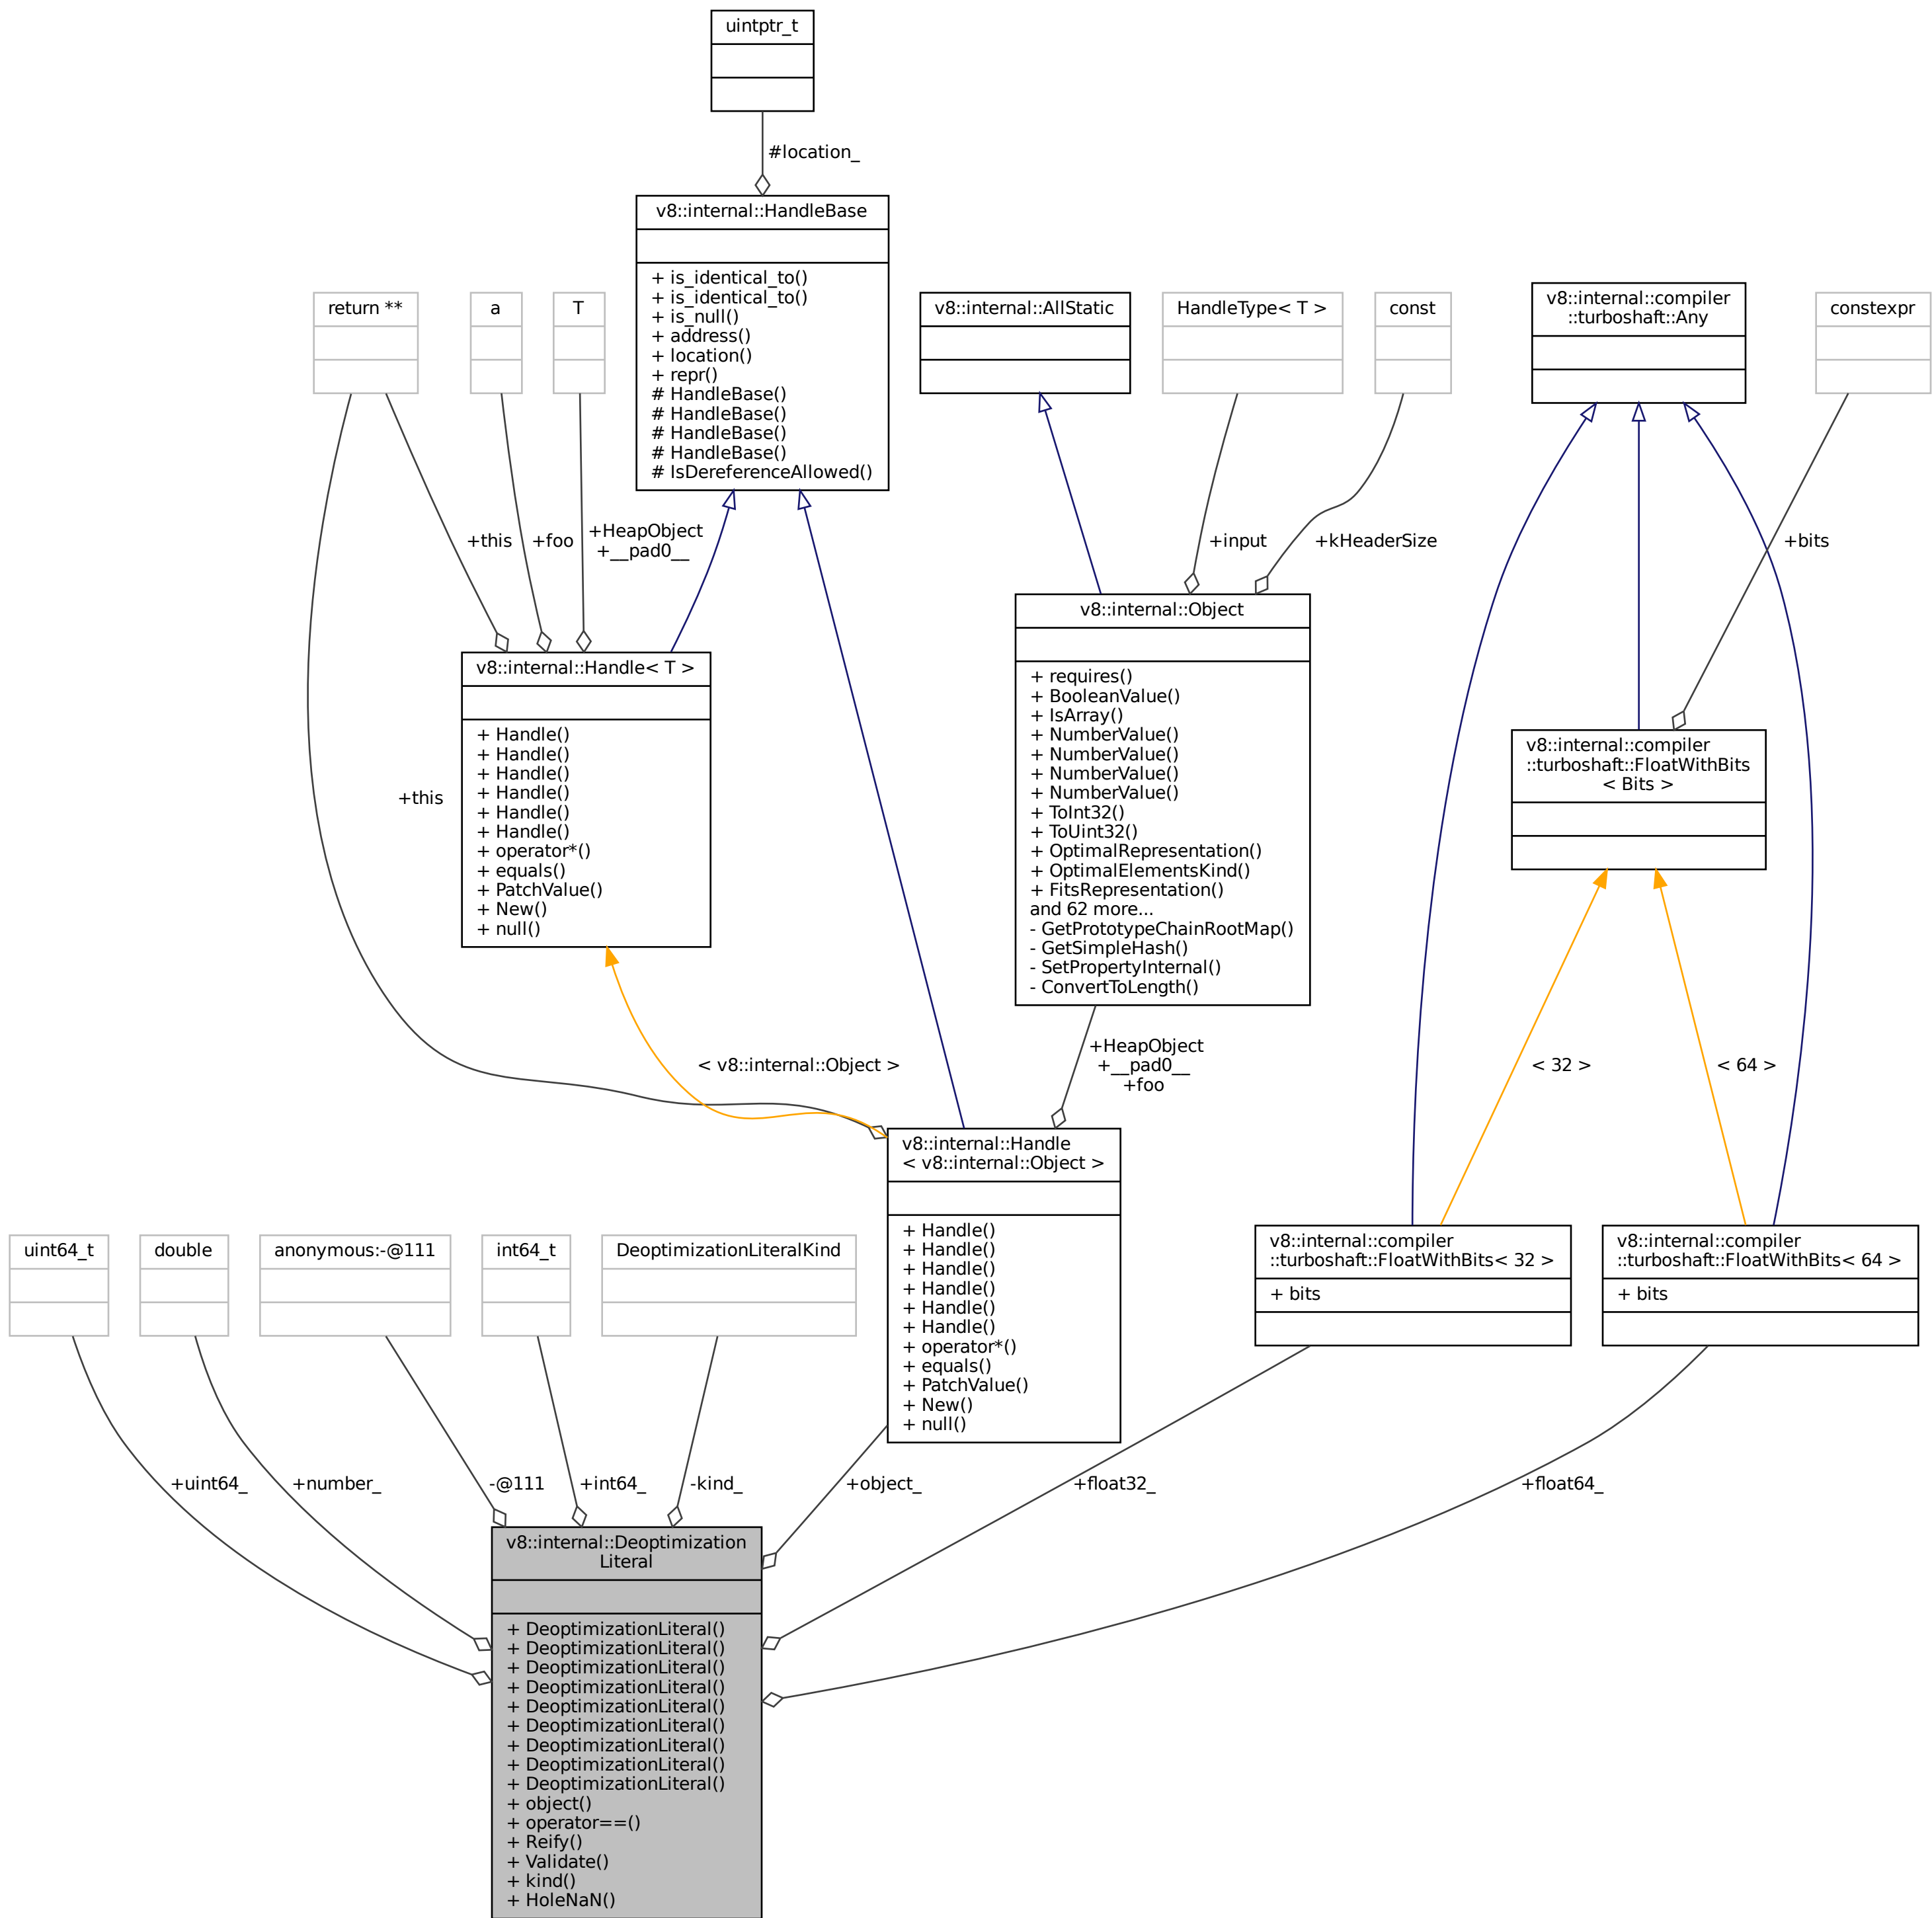 uintptr_t
#location_
v8::internal::HandleBase
+ is_identical_to()
+ is_identical_to()
+ is_null()
+ address()
+ location()
+ repr()
# HandleBase()
# HandleBase()
# HandleBase()
# HandleBase()
# IsDereferenceAllowed()
return **
a
T
v8::internal::AllStatic
HandleType< T >
const
v8::internal::compiler
::turboshaft::Any
constexpr
+this
+foo
+HeapObject
+__pad0__
+input
+kHeaderSize
+bits
v8::internal::Handle< T >
+ Handle()
+ Handle()
+ Handle()
+ Handle()
+ Handle()
+ Handle()
+ operator*()
+ equals()
+ PatchValue()
+ New()
+ null()
v8::internal::Object
+ requires()
+ BooleanValue()
+ IsArray()
+ NumberValue()
+ NumberValue()
+ NumberValue()
+ NumberValue()
+ ToInt32()
+ ToUint32()
+ OptimalRepresentation()
+ OptimalElementsKind()
+ FitsRepresentation()
and 62 more...
- GetPrototypeChainRootMap()
- GetSimpleHash()
- SetPropertyInternal()
- ConvertToLength()
v8::internal::compiler
::turboshaft::FloatWithBits
< Bits >
+this
< v8::internal::Object >
+HeapObject
+__pad0__
+foo
< 32 >
< 64 >
uint64_t
double
anonymous:-@111
int64_t
DeoptimizationLiteralKind
v8::internal::Handle
< v8::internal::Object >
+ Handle()
+ Handle()
+ Handle()
+ Handle()
+ Handle()
+ Handle()
+ operator*()
+ equals()
+ PatchValue()
+ New()
+ null()
v8::internal::compiler
::turboshaft::FloatWithBits< 32 >
+ bits
v8::internal::compiler
::turboshaft::FloatWithBits< 64 >
+ bits
+uint64_
+number_
-@111
+int64_
-kind_
+object_
+float32_
+float64_
v8::internal::Deoptimization
Literal
+ DeoptimizationLiteral()
+ DeoptimizationLiteral()
+ DeoptimizationLiteral()
+ DeoptimizationLiteral()
+ DeoptimizationLiteral()
+ DeoptimizationLiteral()
+ DeoptimizationLiteral()
+ DeoptimizationLiteral()
+ DeoptimizationLiteral()
+ object()
+ operator==()
+ Reify()
+ Validate()
+ kind()
+ HoleNaN()